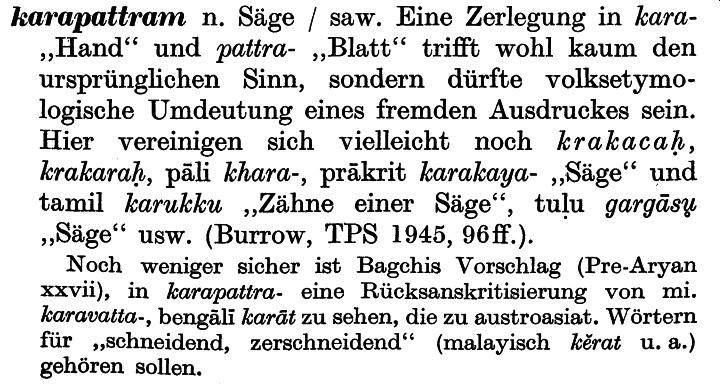 karapattram n. Säge / saw. Eine Zerlegung in kara-
„Hand“ und pattra- „Blatt“ trifft wohl kaum den
ursprünglichen Sinn, sondern dürfte volksetymo-
logische Umdeutung eines fremden Ausdruckes sein.
Hier vereinigen sich vielleicht noch krakacaḥ,
krakaraḥ, pāli khara-, prākrit karakaya- „Säge“ und
tamil karukku „Zähne einer Säge“, tuḷu gargāsụ
„Säge“ usw. (Burrow, TPS 1945, 96ff.).
Noch weniger sicher ist Bagchis Vorschlag (Pre-Aryan
xxvii), in karapattra- eine Rücksanskritisierung von mi.
karavatta-, bengālī karāt zu sehen, die zu austroasiat. Wörtern
für „schneidend, zerschneidend“ (malayisch kĕrat u. a.)
gehören sollen.